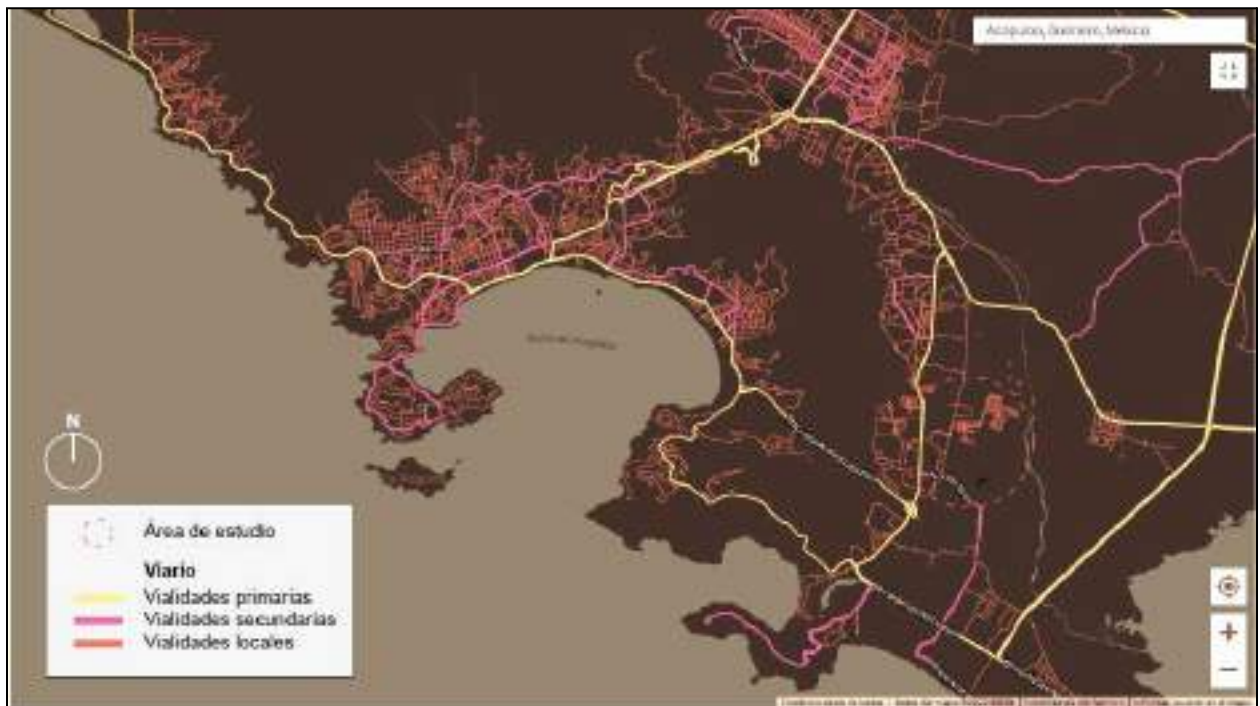 Acapulco, Guerrero, México
N
Área de estudio
Viario
Vialidades primarias
Vialidades secundarias
Vialidades locales